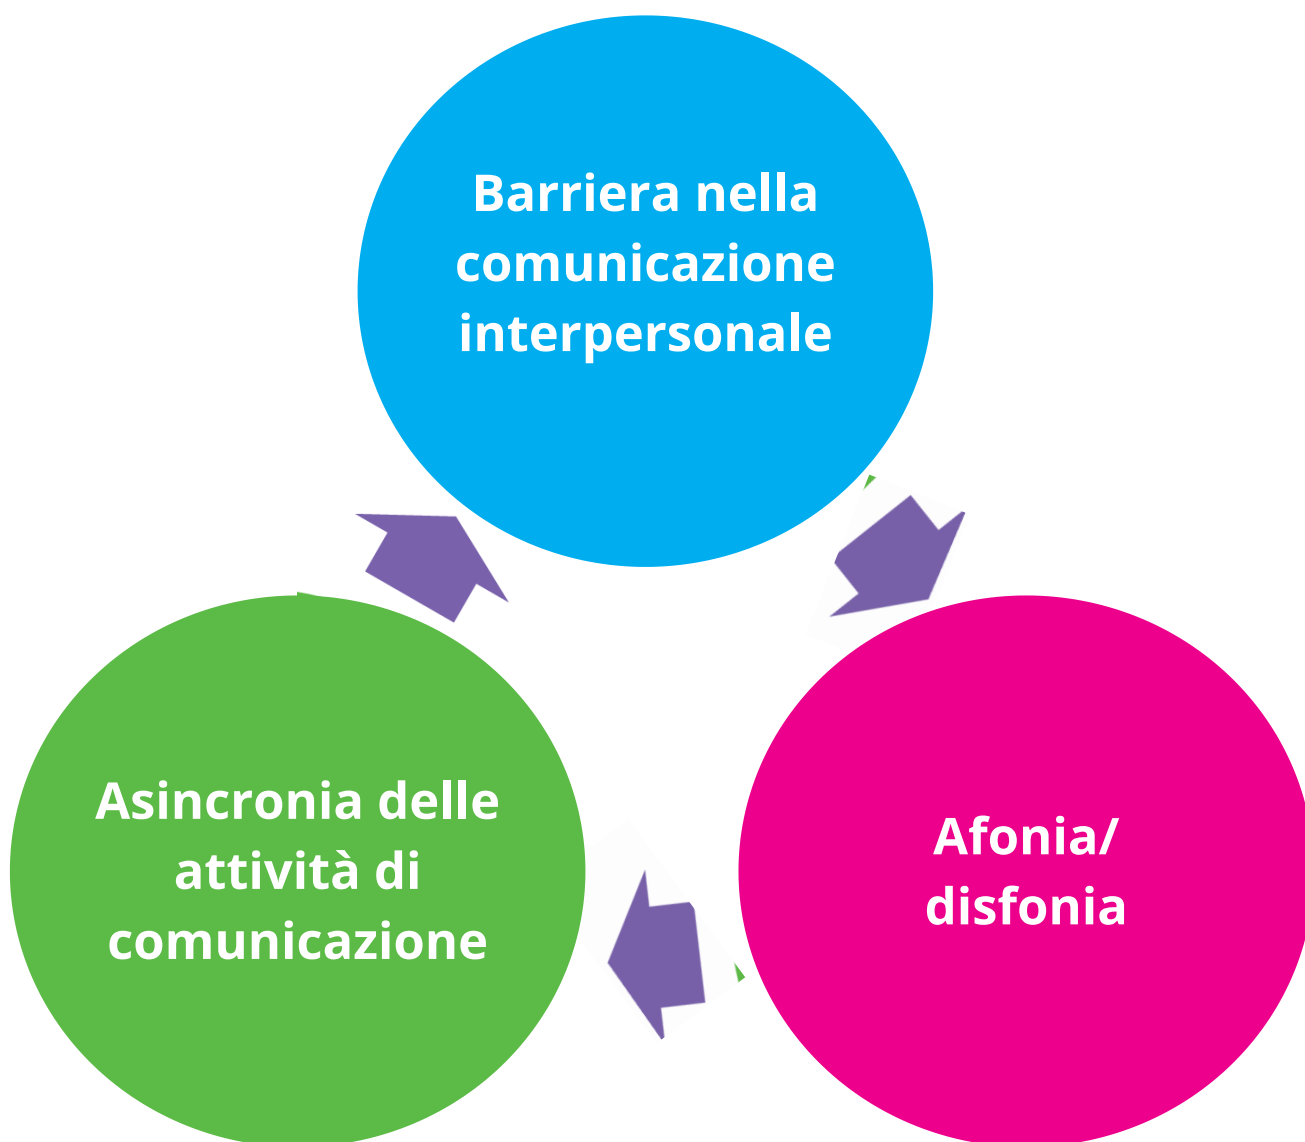 Barriera nella
comunicazione
interpersonale
Asincronia delle
attività di
comunicazione
Afonia/
disfonia